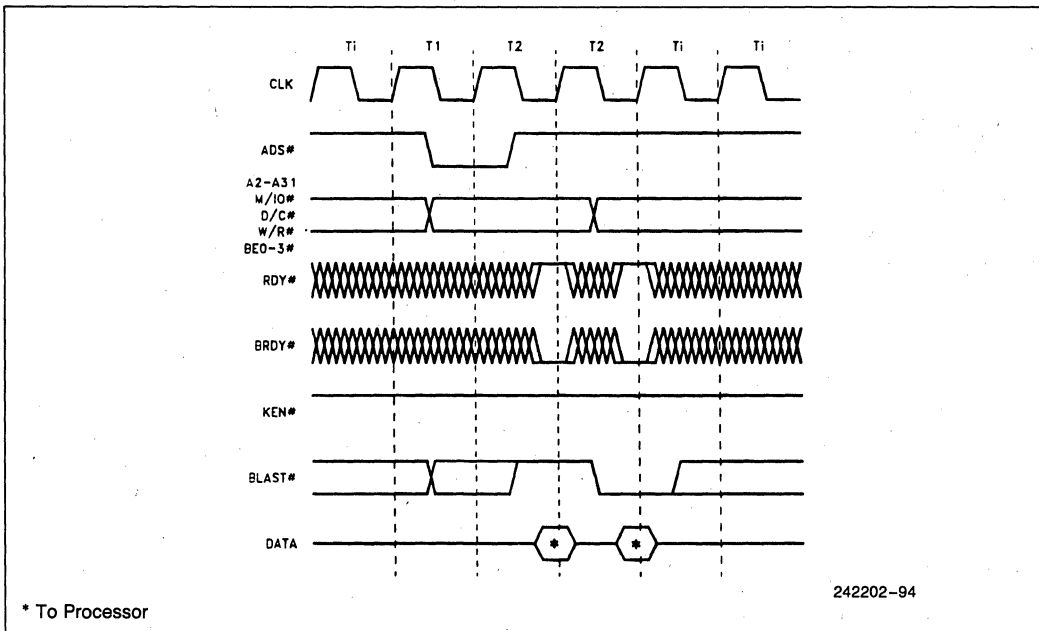 Ti T1 T2 T2 Ti Ti
CLK
ADS#
A2-A31
M/IO#
D/C#
W/R#
BE0-3#
RDY#
BRDY#
KEN#
BLAST#
DATA * *
242202-94
* To Processor